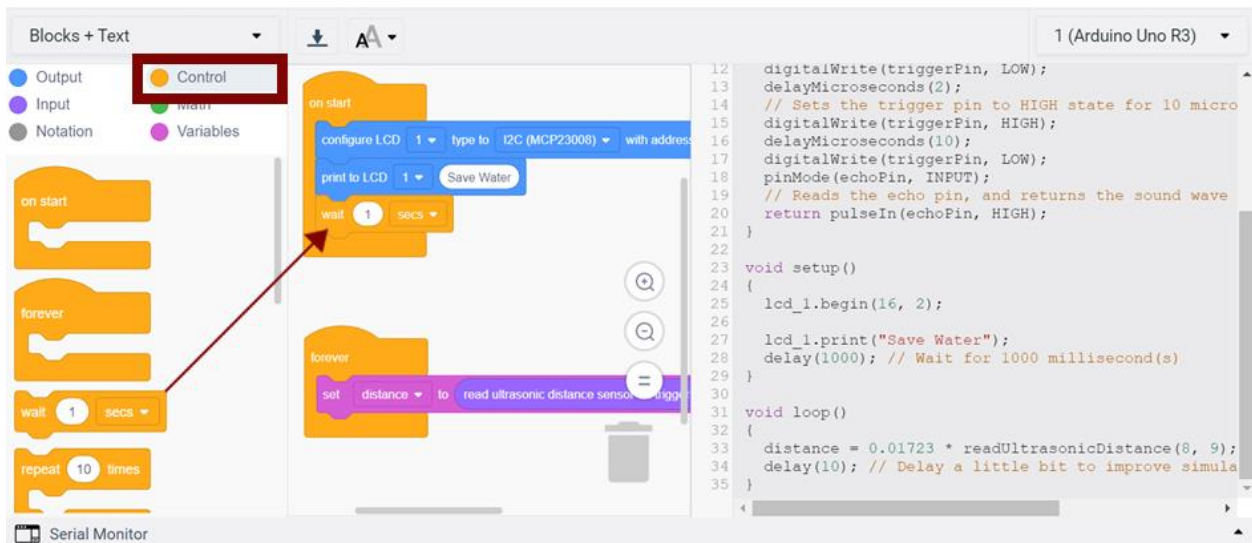 Blocks + Text
1 (Arduino Uno R3)
Output
Control
Input
Math
Notation
Variables
on start
forever
wait 1 secs
repeat 10 times
on start
configure LCD 1 type to I2C (MCP23008) with address
print to LCD 1 Save Water
wait 1 secs
forever
set distance to read ultrasonic distance sensor trigger
12 digitalWrite(triggerPin, LOW);
13 delayMicroseconds(2);
14 // Sets the trigger pin to HIGH state for 10 micro
15 digitalWrite(triggerPin, HIGH);
16 delayMicroseconds(10);
17 digitalWrite(triggerPin, LOW);
18 pinMode(echoPin, INPUT);
19 // Reads the echo pin, and returns the sound wave
20 return pulseIn(echoPin, HIGH);
21 }
22
23 void setup()
24 {
25 lcd_1.begin(16, 2);
26
27 lcd_1.print("Save Water");
28 delay(1000); // Wait for 1000 millisecond(s)
29 }
30
31 void loop()
32 {
33 distance = 0.01723 * readUltrasonicDistance(8, 9);
34 delay(10); // Delay a little bit to improve simula
35 }
Serial Monitor